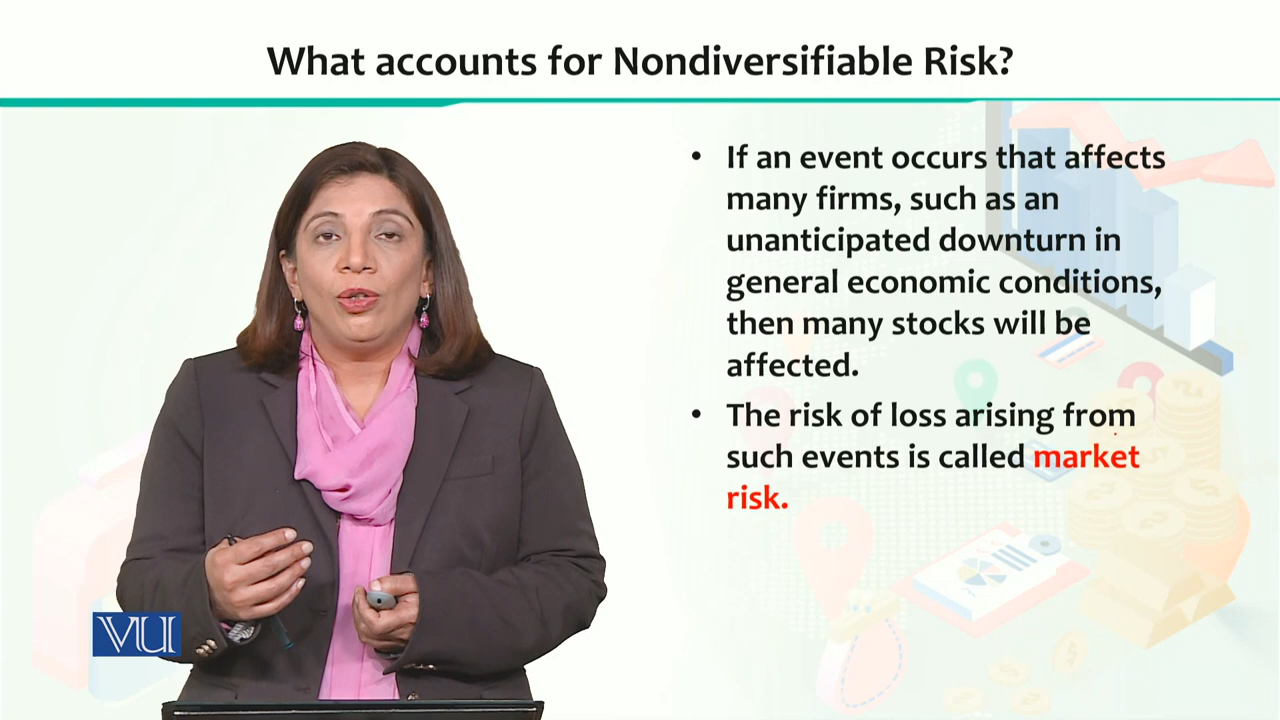 What accounts for Nondiversifiable Risk?
• If an event occurs that affects
many firms, such as an
unanticipated downturn in
general economic conditions,
then many stocks will be
affected.
• The risk of loss arising from
such events is called market
risk.
VU